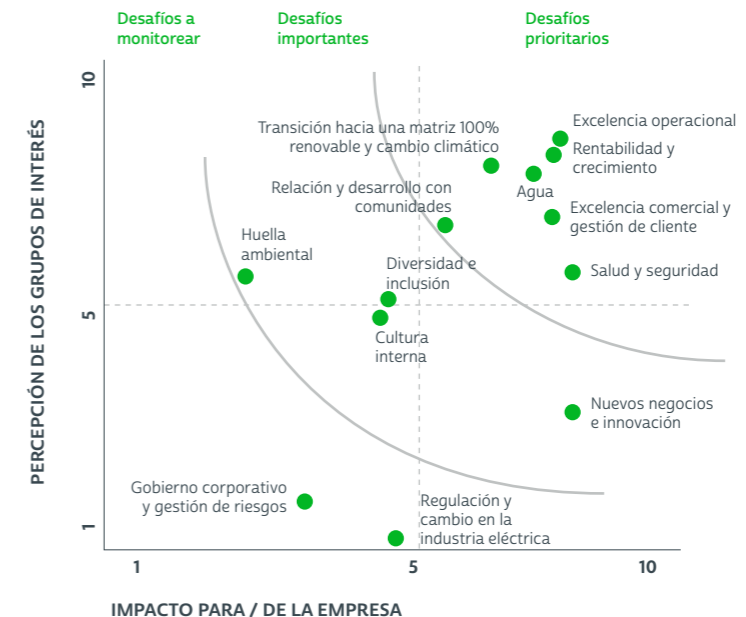 Desafíos a
monitorear
Desafíos
importantes
Desafíos
prioritarios
PERCEPCIÓN DE LOS GRUPOS DE INTERÉS
10
5
1
Excelencia operacional
Transición hacia una matriz 100%
renovable y cambio climático
Rentabilidad y
crecimiento
Agua
Relación y desarrollo con
comunidades
Excelencia comercial y
gestión de cliente
Huella
ambiental
Diversidad e
inclusión
Salud y seguridad
Cultura
interna
Nuevos negocios
e innovación
Gobierno corporativo
y gestión de riesgos
Regulación y
cambio en la
industria eléctrica
1
5
10
IMPACTO PARA / DE LA EMPRESA